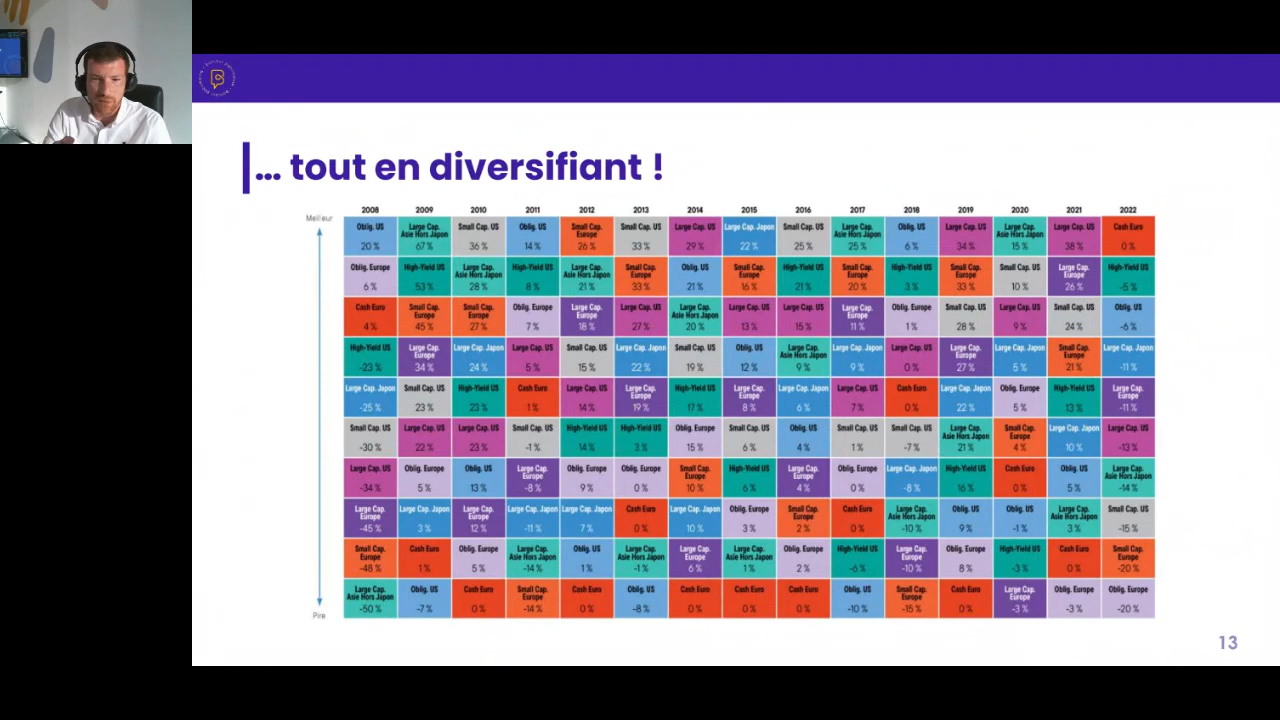 ... tout en diversifiant !
2008 2009 2010 2011 2012 2013 2014 2015 2016 2017 2018 2019 2020 2021 2022
Meilleur
Oblig. US 20 % Large Cap. Asie Hors Japon 67 % Small Cap. US 36 % Oblig. US 14 % Small Cap. Europe 26 % Small Cap. US 33 % Large Cap. US 29 % Large Cap. Japon 22 % Small Cap. US 25 % Large Cap. Asie Hors Japon 25 % Oblig. US 6 % Large Cap. US 34 % Large Cap. Asie Hors Japon 15 % Large Cap. US 38 % Cash Euro 0 %
Oblig. Europe 6 % High-Yield US 53 % Large Cap. Asie Hors Japon 28 % High-Yield US 8 % Large Cap. Asie Hors Japon 21 % Small Cap. Europe 33 % Oblig. US 21 % Small Cap. Europe 16 % High-Yield US 21 % Small Cap. Europe 20 % High-Yield US 3 % Small Cap. Europe 33 % Small Cap. US 10 % Large Cap. Europe 26 % High-Yield US -5 %
Cash Euro 4 % Small Cap. Europe 45 % Small Cap. Europe 27 % Oblig. Europe 7 % Large Cap. Europe 18 % Large Cap. US 27 % Large Cap. Asie Hors Japon 20 % Large Cap. US 13 % Large Cap. US 15 % Large Cap. Europe 11 % Oblig. Europe 1 % Small Cap. US 28 % Large Cap. US 9 % Small Cap. US 24 % Oblig. US -6 %
High-Yield US -23 % Large Cap. Europe 34 % Large Cap. Japon 24 % Large Cap. US 5 % Small Cap. US 15 % Large Cap. Japon 22 % Small Cap. US 19 % Oblig. US 12 % Large Cap. Asie Hors Japon 9 % Large Cap. Japon 9 % Large Cap. US 0 % Large Cap. Europe 27 % Large Cap. Japon 5 % Small Cap. Europe 21 % Large Cap. Japon -11 %
Large Cap. Japon -25 % Small Cap. US 23 % High-Yield US 23 % Cash Euro 1 % Large Cap. US 14 % Large Cap. Europe 19 % High-Yield US 17 % Large Cap. Europe 8 % Large Cap. Japon 6 % Large Cap. US 7 % Cash Euro 0 % Large Cap. Japon 22 % Oblig. Europe 5 % High-Yield US 13 % Large Cap. Europe -11 %
Small Cap. US -30 % Large Cap. US 22 % Large Cap. US 23 % Small Cap. US -1 % High-Yield US 14 % High-Yield US 3 % Oblig. Europe 15 % Small Cap. US 6 % Oblig. US 4 % Small Cap. US 1 % Small Cap. US -7 % Large Cap. Asie Hors Japon 21 % Small Cap. Europe 4 % Large Cap. Japon 10 % Large Cap. US -13 %
Large Cap. US -34 % Oblig. Europe 5 % Oblig. US 13 % Large Cap. Europe -8 % Oblig. Europe 9 % Oblig. Europe 0 % Small Cap. Europe 10 % High-Yield US 6 % Large Cap. Europe 4 % Oblig. Europe 0 % Large Cap. Japon -8 % High-Yield US 16 % Cash Euro 0 % Oblig. US 5 % Large Cap. Asie Hors Japon -14 %
Large Cap. Europe -45 % Large Cap. Japon 3 % Large Cap. Europe 12 % Large Cap. Japon -11 % Large Cap. Japon 7 % Cash Euro 0 % Large Cap. Japon 10 % Oblig. Europe 3 % Small Cap. Europe 2 % Cash Euro 0 % Large Cap. Asie Hors Japon -10 % Oblig. US 9 % Oblig. US -1 % Large Cap. Asie Hors Japon 3 % Small Cap. US -15 %
Small Cap. Europe -48 % Cash Euro 1 % Oblig. Europe 5 % Large Cap. Asie Hors Japon -14 % Oblig. US 1 % Large Cap. Asie Hors Japon -1 % Large Cap. Europe 6 % Large Cap. Asie Hors Japon 1 % Oblig. Europe 2 % High-Yield US -6 % Large Cap. Europe -10 % Oblig. Europe 8 % High-Yield US -3 % Cash Euro 0 % Small Cap. Europe -20 %
Large Cap. Asie Hors Japon -50 % Oblig. US -7 % Cash Euro 0 % Small Cap. Europe -14 % Cash Euro 0 % Oblig. US -8 % Cash Euro 0 % Cash Euro 0 % Cash Euro 0 % Oblig. US -10 % Small Cap. Europe -15 % Cash Euro 0 % Large Cap. Europe -3 % Oblig. Europe -3 % Oblig. Europe -20 %
Pire
13